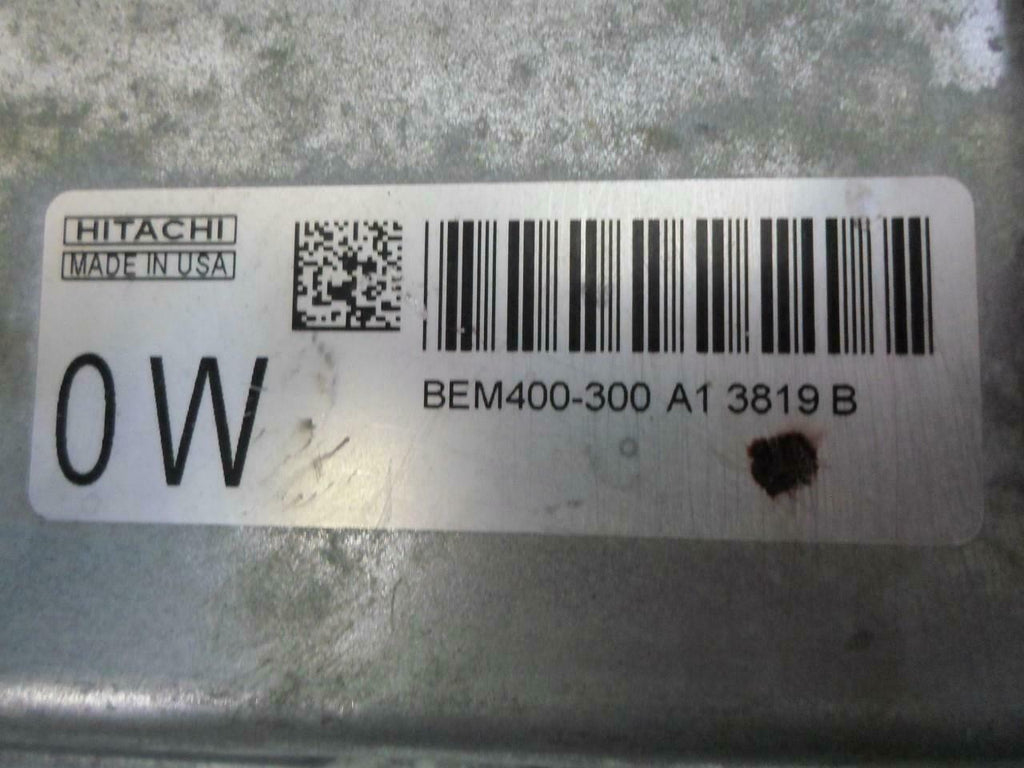 HITACHI
MADE IN USA
0W
BEM400-300 A1 3819 B